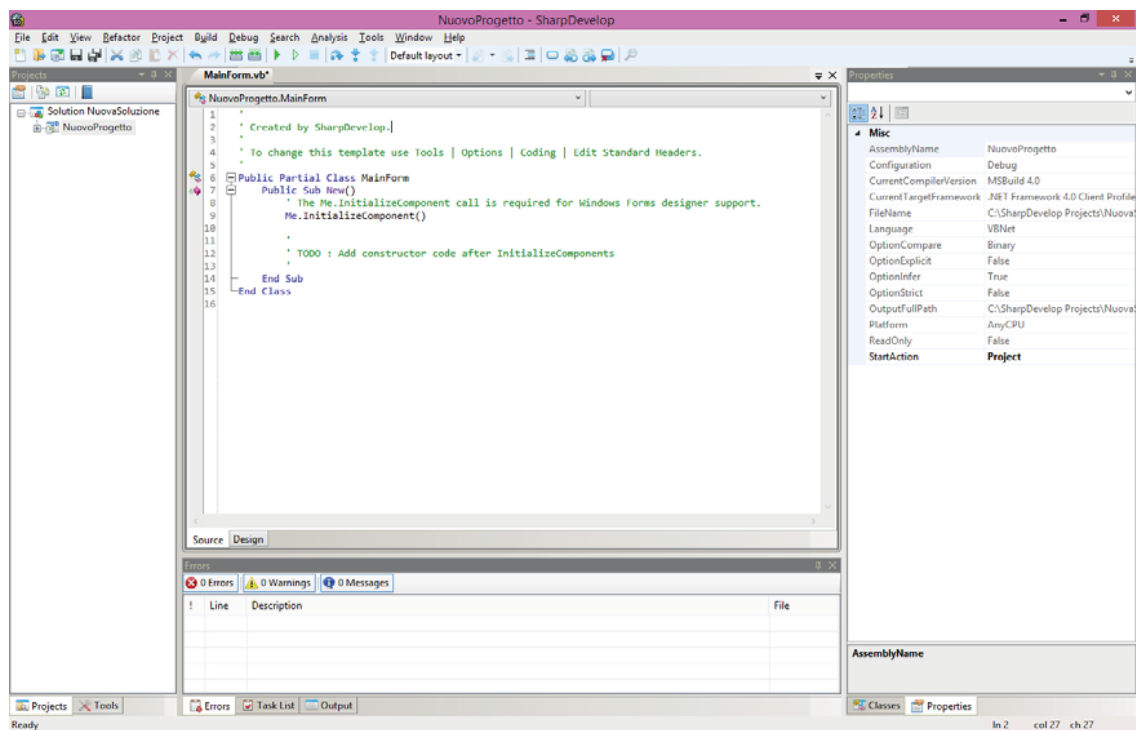 NuovoProgetto - SharpDevelop
File Edit View Refactor Project Build Debug Search Analysis Tools Window Help
Default layout
Projects
Solution NuovaSoluzione
NuovoProgetto
MainForm.vb*
NuovoProgetto.MainForm
1 '
2 ' Created by SharpDevelop.
3 '
4 ' To change this template use Tools | Options | Coding | Edit Standard Headers.
5 '
6 Public Partial Class MainForm
7 Public Sub New()
8 ' The Me.InitializeComponent call is required for Windows Forms designer support.
9 Me.InitializeComponent()
10
11 '
12 ' TODO : Add constructor code after InitializeComponents
13 '
14 End Sub
15 End Class
16
Source Design
Errors
0 Errors 0 Warnings 0 Messages
! Line Description File
Properties
Misc
AssemblyName NuovoProgetto
Configuration Debug
CurrentCompilerVersion MSBuild 4.0
CurrentTargetFramework .NET Framework 4.0 Client Profile
FileName C:\SharpDevelop Projects\NuovaS
Language VBNet
OptionCompare Binary
OptionExplicit False
OptionInfer True
OptionStrict False
OutputFullPath C:\SharpDevelop Projects\NuovaS
Platform AnyCPU
ReadOnly False
StartAction Project
AssemblyName
Projects Tools
Errors Task List Output
Classes Properties
Ready
ln 2 col 27 ch 27